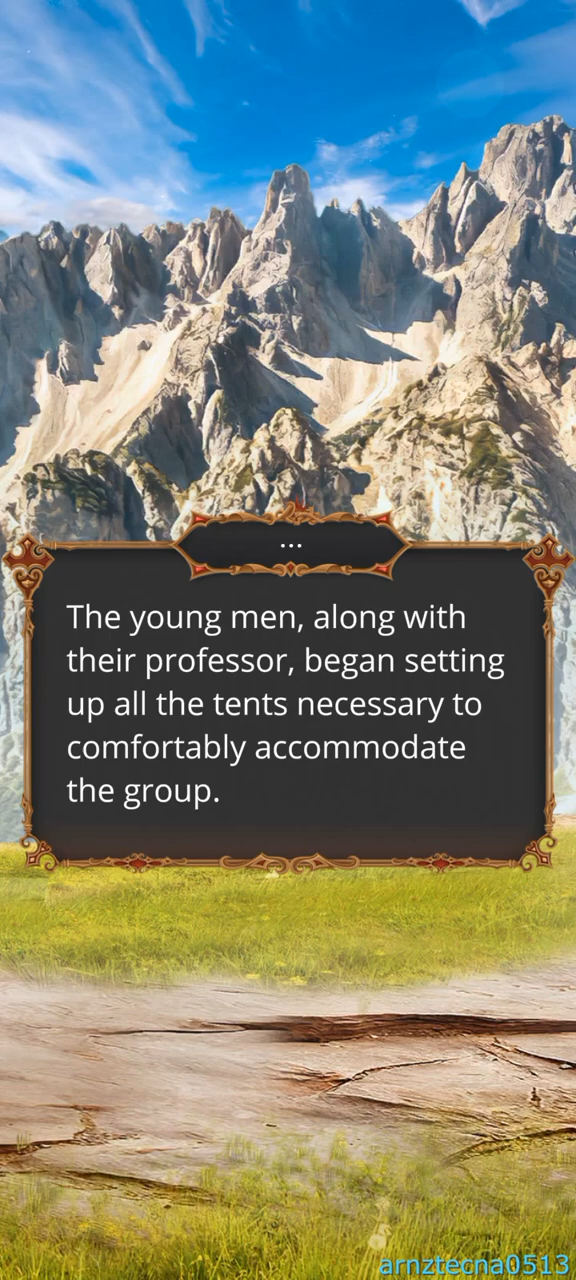 ...
The young men, along with
their professor, began setting
up all the tents necessary to
comfortably accommodate
the group.
arnztecna0513